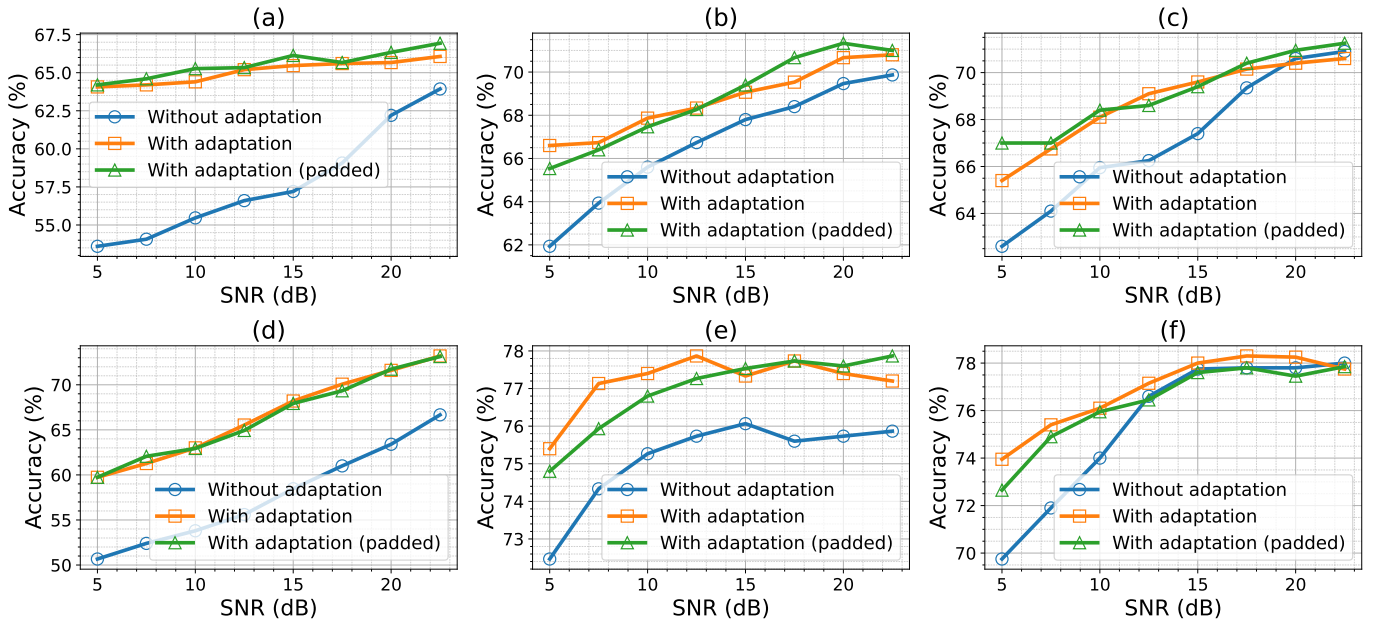 (a)
67.5
65.0
62.5
60.0
57.5
55.0
Accuracy (%)
Without adaptation
With adaptation
With adaptation (padded)
5 10 15 20
SNR (dB)
(b)
70
68
66
64
62
Accuracy (%)
Without adaptation
With adaptation
With adaptation (padded)
5 10 15 20
SNR (dB)
(c)
70
68
66
64
Accuracy (%)
Without adaptation
With adaptation
With adaptation (padded)
5 10 15 20
SNR (dB)
(d)
70
65
60
55
50
Accuracy (%)
Without adaptation
With adaptation
With adaptation (padded)
5 10 15 20
SNR (dB)
(e)
78
77
76
75
74
73
Accuracy (%)
Without adaptation
With adaptation
With adaptation (padded)
5 10 15 20
SNR (dB)
(f)
78
76
74
72
70
Accuracy (%)
Without adaptation
With adaptation
With adaptation (padded)
5 10 15 20
SNR (dB)